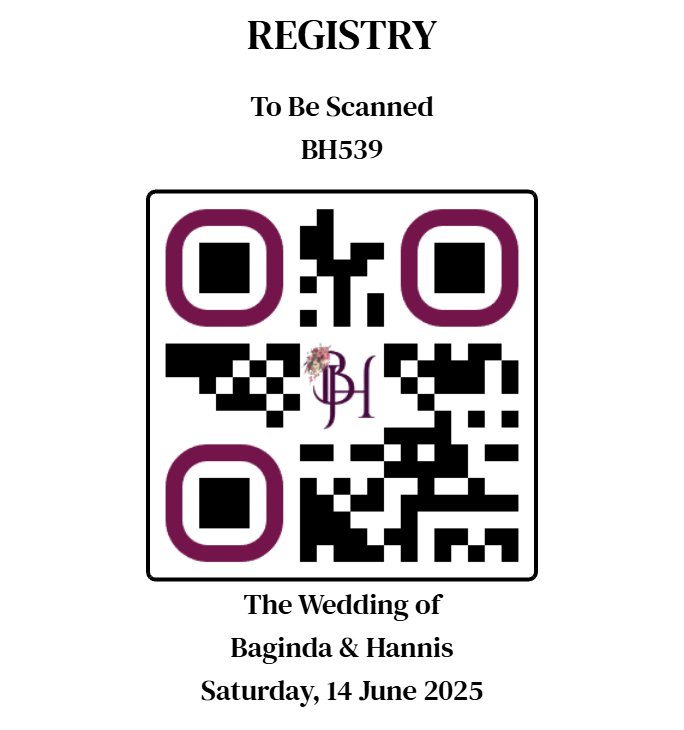 REGISTRY
To Be Scanned
BH539
BH
The Wedding of
Baginda & Hannis
Saturday, 14 June 2025